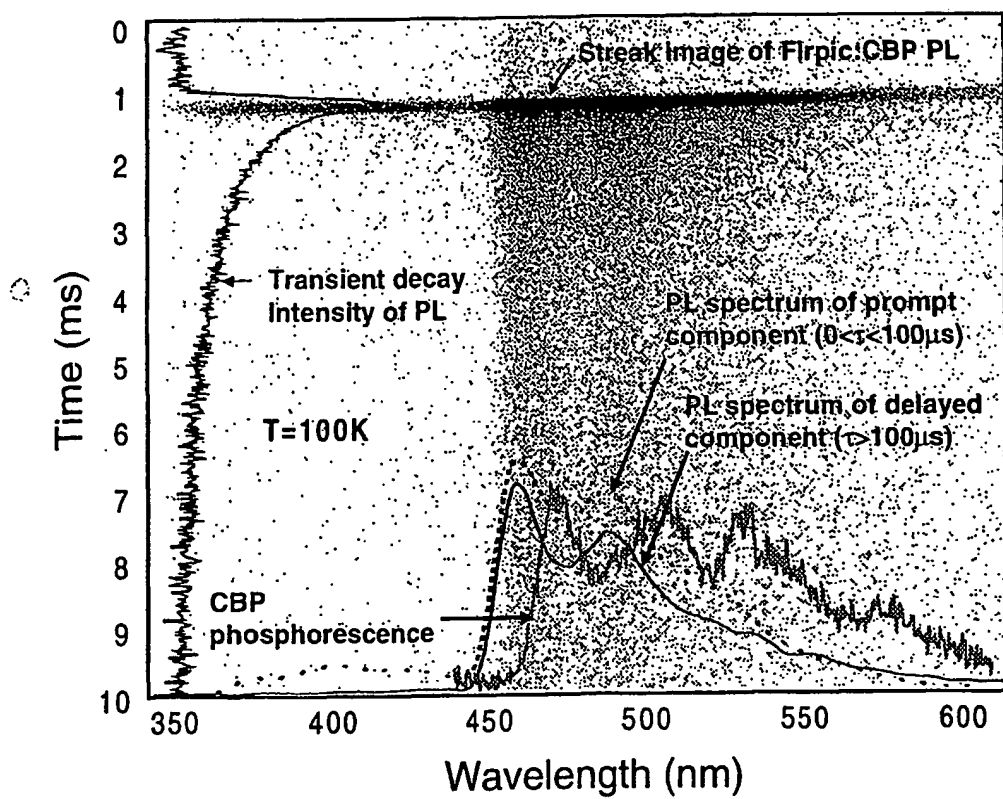 0
1
2
3
4
5
6
7
8
9
10
Time (ms)
Streak image of Firpic:CBP PL
Transient decay
intensity of PL
PL spectrum of prompt
component (0<τ<100μs)
PL spectrum of delayed
component (τ>100μs)
T=100K
CBP
phosphorescence
350
400
450
500
550
600
Wavelength (nm)